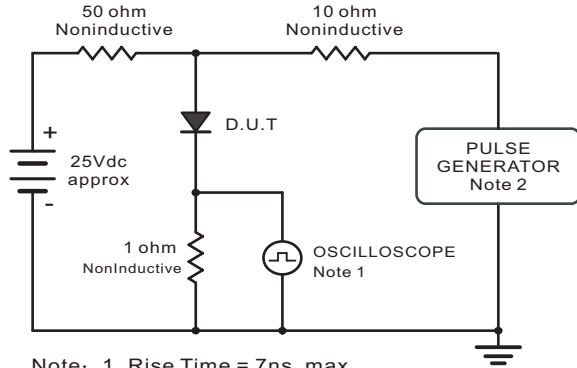 50 ohm
Noninductive
10 ohm
Noninductive
D.U.T
+
25Vdc
approx
-
PULSE
GENERATOR
Note 2
1 ohm
NonInductive
OSCILLOSCOPE
Note 1
Note: 1. Rise Time = 7ns, max.